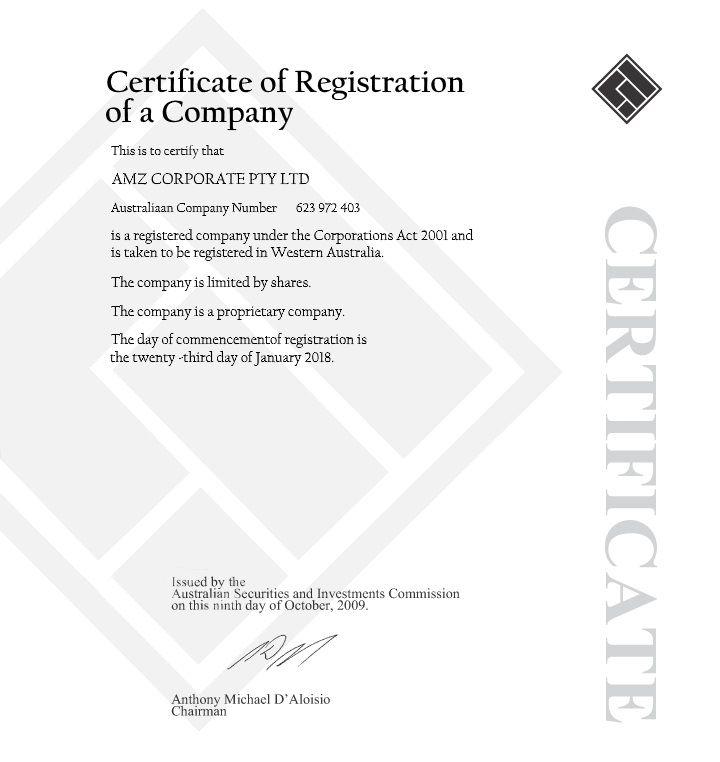 Certificate of Registration
of a Company
This is to certify that
AMZ CORPORATE PTY LTD
Australiaan Company Number 623 972 403
is a registered company under the Corporations Act 2001 and
is taken to be registered in Western Australia.
The company is limited by shares.
The company is a proprietary company.
The day of commencementof registration is
the twenty -third day of January 2018.
Issued by the
Australian Securities and Investments Commission
on this ninth day of October, 2009.
Anthony Michael D'Aloisio
Chairman
CERTIFICATE